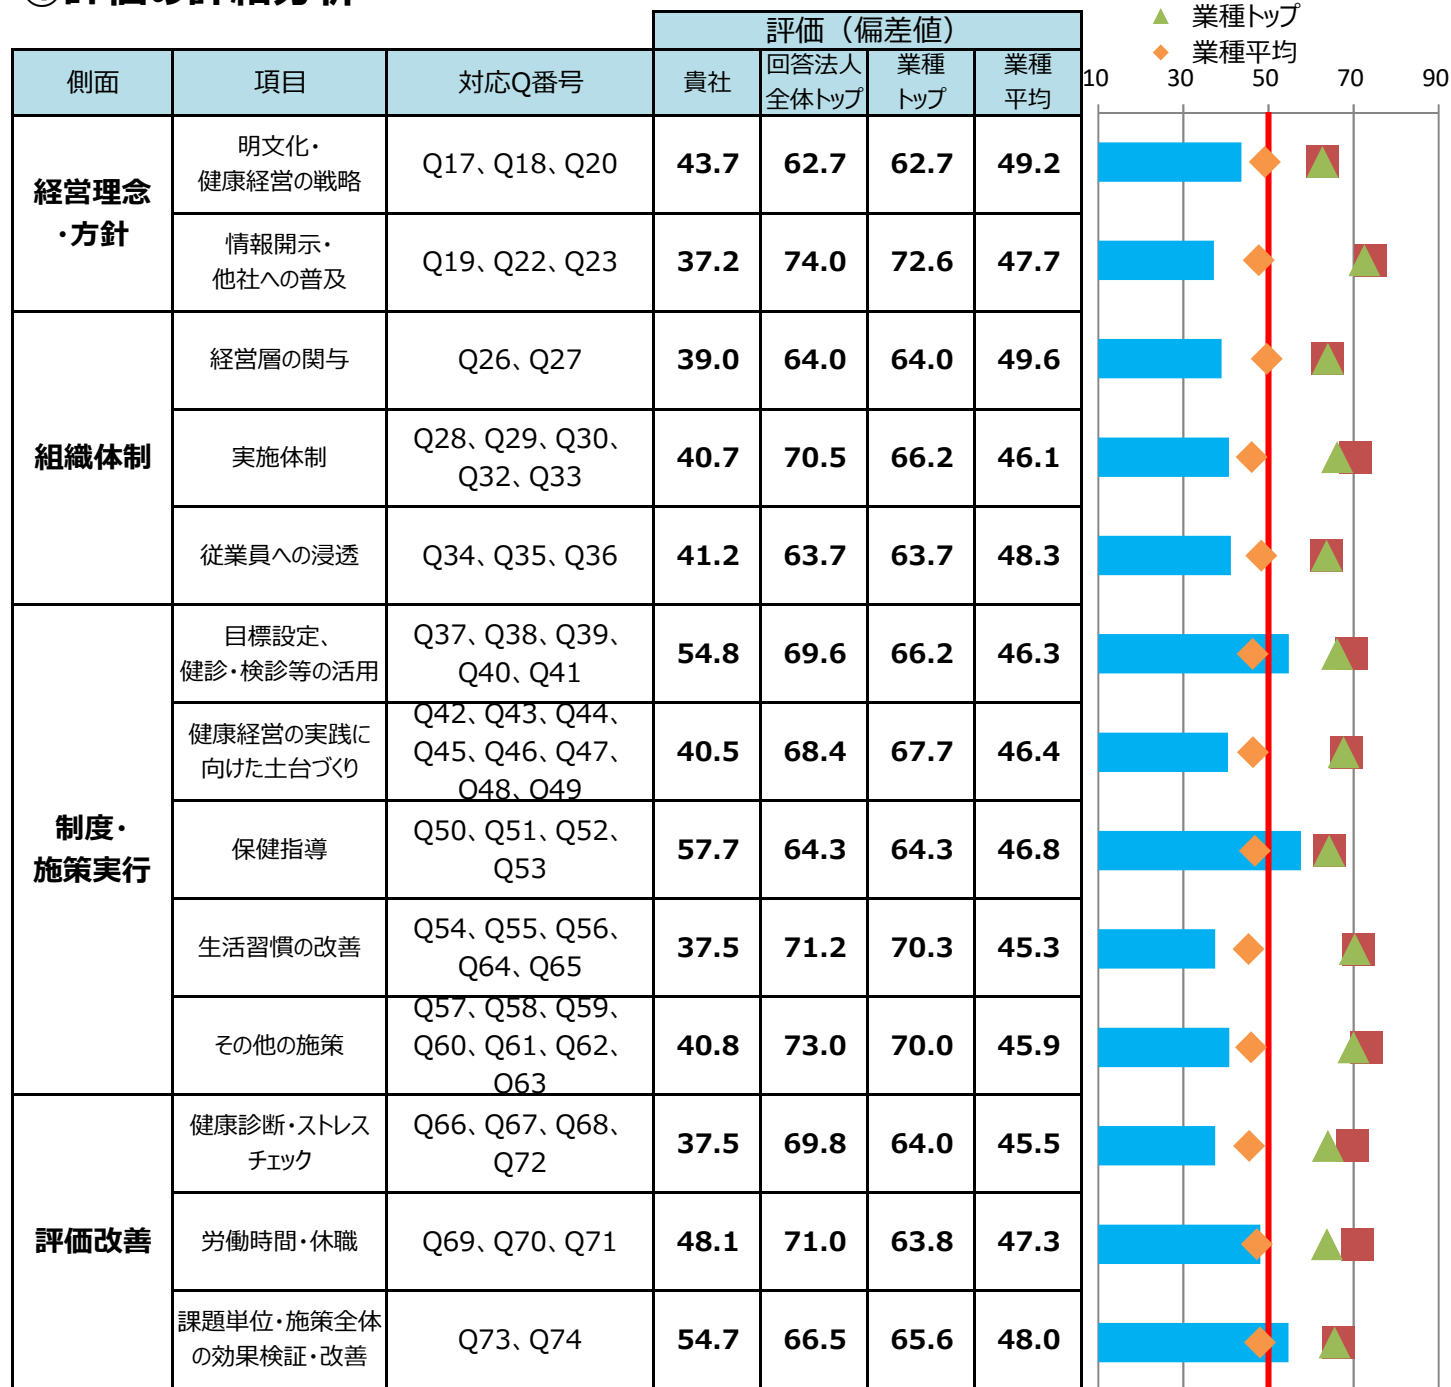 ①評価の詳細分析
▲ 業種トップ
◆ 業種平均
評価（偏差値）
側面 項目 対応Q番号 貴社 回答法人 業種 業種
全体トップ トップ 平均
10 30 50 70 90
経営理念
・方針
明文化・
健康経営の戦略
Q17、Q18、Q20 43.7 62.7 62.7 49.2
情報開示・
他社への普及
Q19、Q22、Q23 37.2 74.0 72.6 47.7
組織体制
経営層の関与 Q26、Q27 39.0 64.0 64.0 49.6
実施体制
Q28、Q29、Q30、
Q32、Q33
40.7 70.5 66.2 46.1
従業員への浸透 Q34、Q35、Q36 41.2 63.7 63.7 48.3
制度・
施策実行
目標設定、
健診・検診等の活用
Q37、Q38、Q39、
Q40、Q41
54.8 69.6 66.2 46.3
健康経営の実践に
向けた土台づくり
Q42、Q43、Q44、
Q45、Q46、Q47、
Q48、Q49
40.5 68.4 67.7 46.4
保健指導
Q50、Q51、Q52、
Q53
57.7 64.3 64.3 46.8
生活習慣の改善
Q54、Q55、Q56、
Q64、Q65
37.5 71.2 70.3 45.3
その他の施策
Q57、Q58、Q59、
Q60、Q61、Q62、
Q63
40.8 73.0 70.0 45.9
評価改善
健康診断・ストレス
チェック
Q66、Q67、Q68、
Q72
37.5 69.8 64.0 45.5
労働時間・休職 Q69、Q70、Q71 48.1 71.0 63.8 47.3
課題単位・施策全体
の効果検証・改善
Q73、Q74 54.7 66.5 65.6 48.0